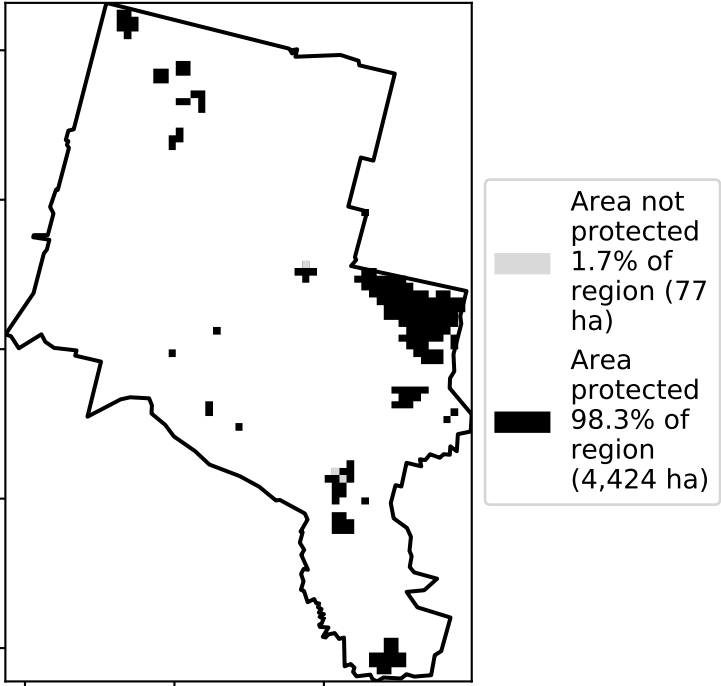 Area not
protected
1.7% of
region (77
ha)
Area
protected
98.3% of
region
(4,424 ha)